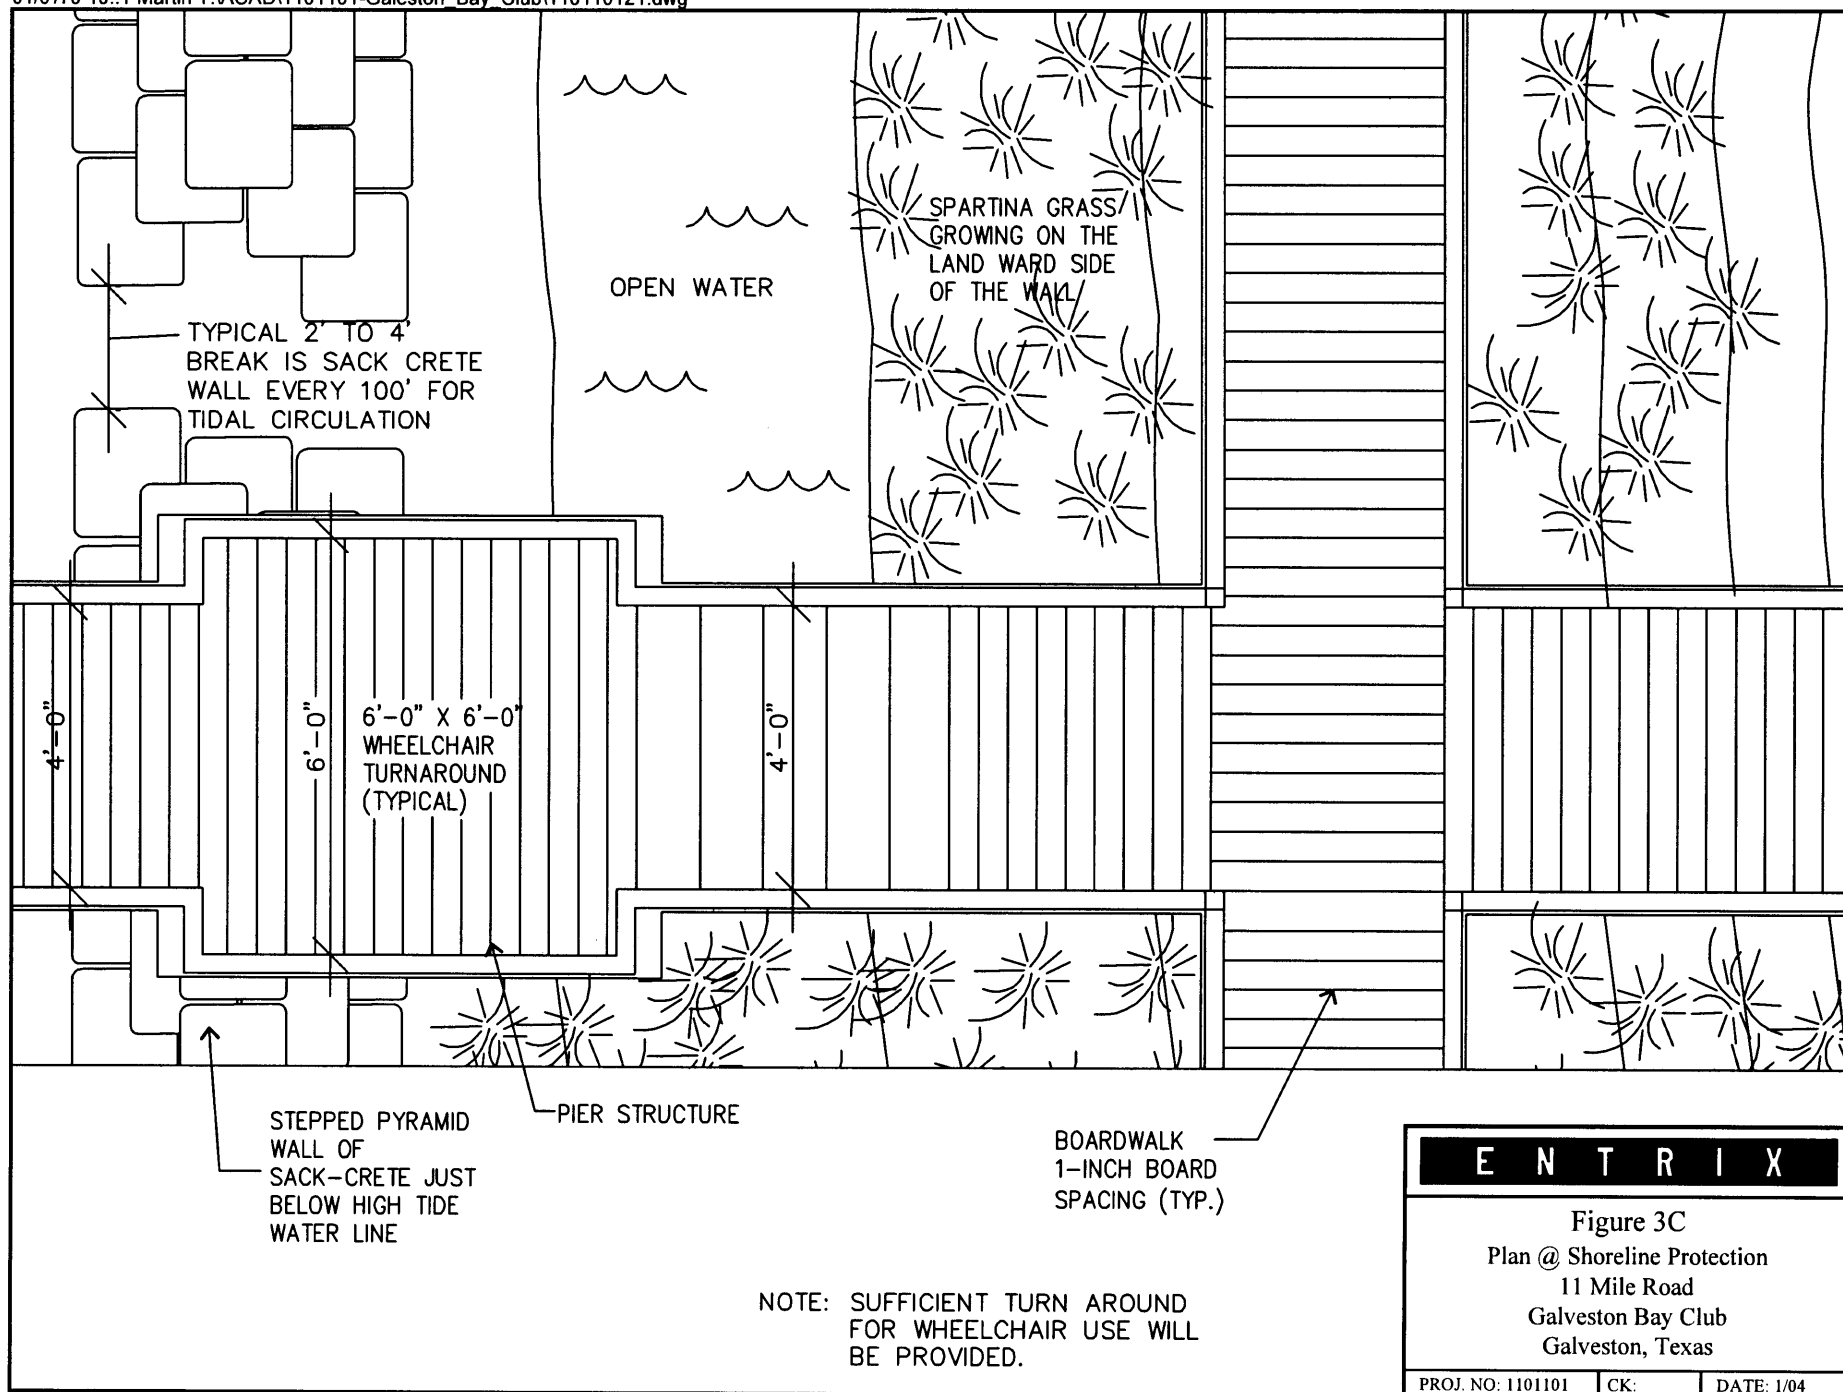 SPARTINA GRASS
GROWING ON THE
LAND WARD SIDE
OF THE WALL
OPEN WATER
TYPICAL 2' TO 4'
BREAK IS SACK CRETE
WALL EVERY 100' FOR
TIDAL CIRCULATION
4'-0"
6'-0"
6'-0" X 6'-0"
WHEELCHAIR
TURNAROUND
(TYPICAL)
4'-0"
STEPPED PYRAMID
WALL OF
SACK-CRETE JUST
BELOW HIGH TIDE
WATER LINE
PIER STRUCTURE
BOARDWALK
1-INCH BOARD
SPACING (TYP.)
NOTE: SUFFICIENT TURN AROUND
FOR WHEELCHAIR USE WILL
BE PROVIDED.
ENTRIX
Figure 3C
Plan @ Shoreline Protection
11 Mile Road
Galveston Bay Club
Galveston, Texas
PROJ. NO: 1101101 CK: DATE: 1/04